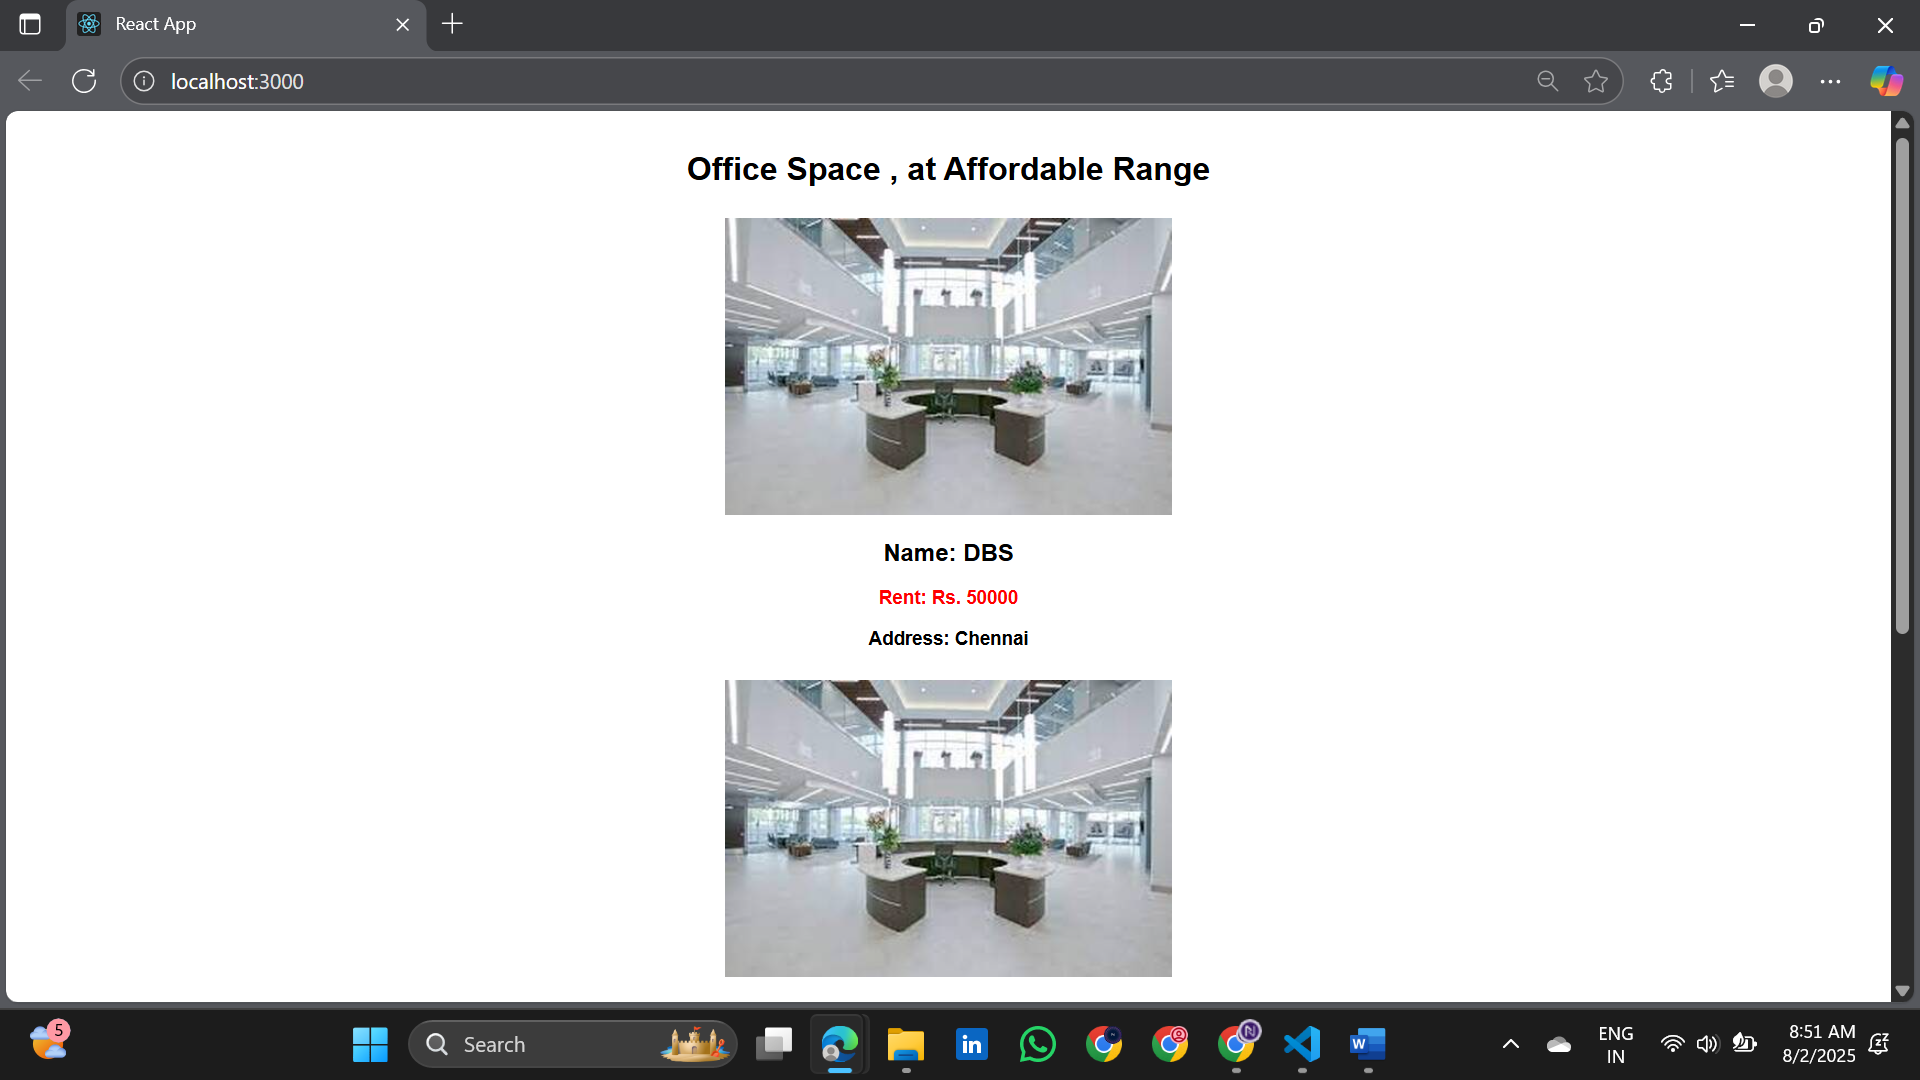 React App
localhost:3000
Office Space , at Affordable Range
Name: DBS
Rent: Rs. 50000
Address: Chennai
5
Search
in
N
W
ENG
IN
8:51 AM
8/2/2025